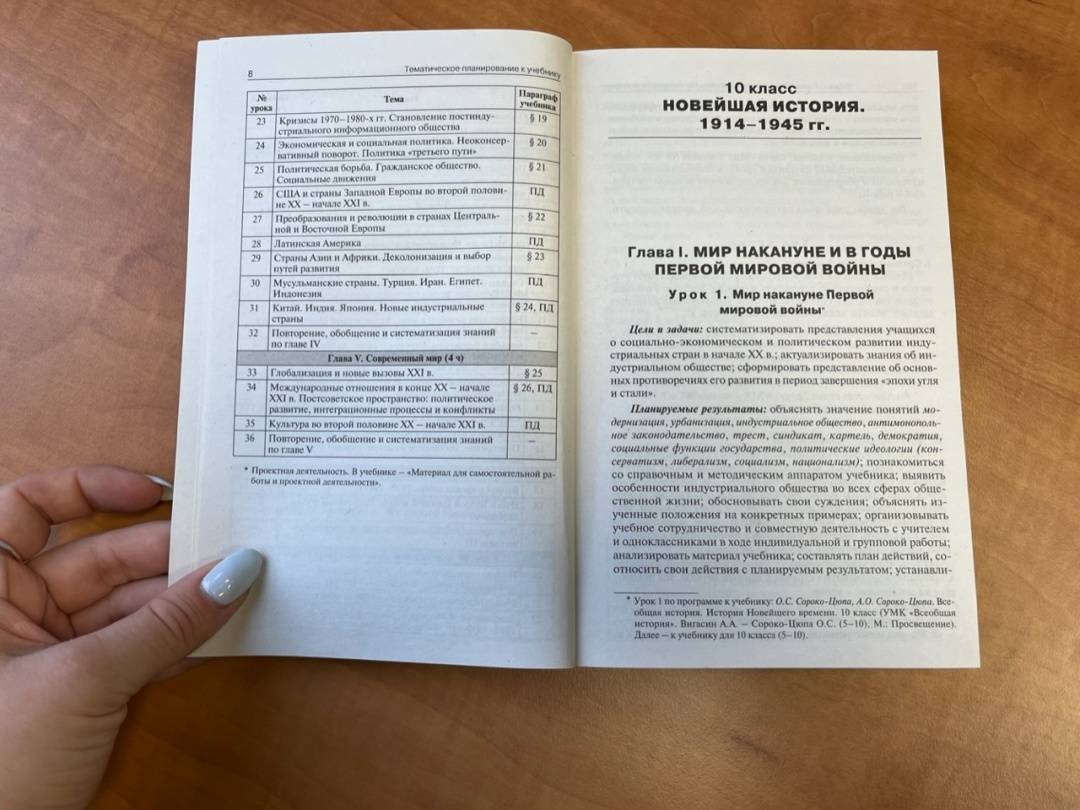 8
Тематическое планирование к учебнику
№ урока Тема Параграф учебника
23 Кризисы 1970–1980-х гг. Становление постинду- § 19
стриального информационного общества
24 Экономическая и социальная политика. Неоконсер- § 20
вативный поворот. Политика «третьего пути»
25 Политическая борьба. Гражданское общество. § 21
Социальные движения
26 США и страны Западной Европы во второй полови- ПД
не XX – начале XXI в.
27 Преобразования и революции в странах Централь- § 22
ной и Восточной Европы
28 Латинская Америка ПД
29 Страны Азии и Африки. Деколонизация и выбор § 23
путей развития
30 Мусульманские страны. Турция. Иран. Египет. ПД
Индонезия
31 Китай. Индия. Япония. Новые индустриальные § 24, ПД
страны
32 Повторение, обобщение и систематизация знаний –
по главе IV
Глава V. Современный мир (4 ч)
33 Глобализация и новые вызовы XXI в. § 25
34 Международные отношения в конце XX – начале § 26, ПД
XXI в. Постсоветское пространство: политическое
развитие, интеграционные процессы и конфликты
35 Культура во второй половине XX – начале XXI в. ПД
36 Повторение, обобщение и систематизация знаний –
по главе V
* Проектная деятельность. В учебнике – «Материал для самостоятельной ра-
боты и проектной деятельности».
10 класс
НОВЕЙШАЯ ИСТОРИЯ.
1914–1945 гг.
Глава I. МИР НАКАНУНЕ И В ГОДЫ
ПЕРВОЙ МИРОВОЙ ВОЙНЫ
Урок 1. Мир накануне Первой
мировой войны*
Цели и задачи: систематизировать представления учащихся
о социально-экономическом и политическом развитии инду-
стриальных стран в начале XX в.; актуализировать знания об ин-
дустриальном обществе; сформировать представление об основ-
ных противоречиях его развития в период завершения «эпохи угля
и стали».
Планируемые результаты: объяснять значение понятий мо-
дернизация, урбанизация, индустриальное общество, антимонополь-
ное законодательство, трест, синдикат, картель, демократия,
социальные функции государства, политические идеологии (кон-
серватизм, либерализм, социализм, национализм); познакомиться
со справочным и методическим аппаратом учебника; выявить
особенности индустриального общества во всех сферах обще-
ственной жизни; обосновывать свои суждения; объяснять из-
ученные положения на конкретных примерах; организовывать
учебное сотрудничество и совместную деятельность с учителем
и одноклассниками в ходе индивидуальной и групповой работы;
анализировать материал учебника; составлять план действий, со-
относить свои действия с планируемым результатом; устанавли-
* Урок 1 по программе к учебнику: О.С. Сороко-Цюпа, А.О. Сороко-Цюпа. Все-
общая история. История Новейшего времени. 10 класс (УМК «Всеобщая
история». Вигасин А.А. – Сороко-Цюпа О.С. (5–10), М.: Просвещение).
Далее – к учебнику для 10 класса (5–10).